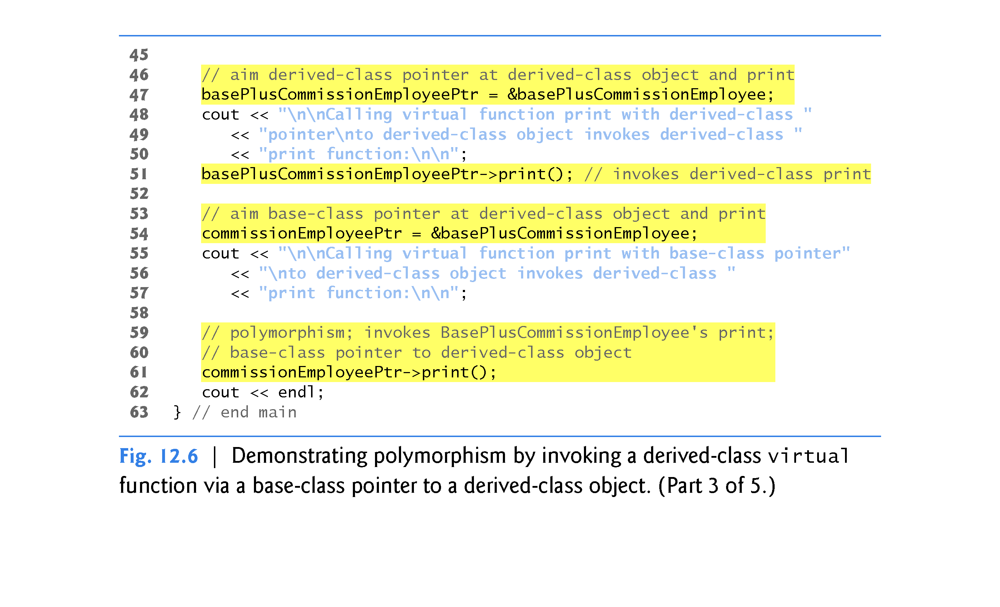 45
46 // aim derived-class pointer at derived-class object and print
47 basePlusCommissionEmployeePtr = &basePlusCommissionEmployee;
48 cout << "\n\nCalling virtual function print with derived-class "
49 << "pointer\nto derived-class object invokes derived-class "
50 << "print function:\n\n";
51 basePlusCommissionEmployeePtr->print(); // invokes derived-class print
52
53 // aim base-class pointer at derived-class object and print
54 commissionEmployeePtr = &basePlusCommissionEmployee;
55 cout << "\n\nCalling virtual function print with base-class pointer"
56 << "\nto derived-class object invokes derived-class "
57 << "print function:\n\n";
58
59 // polymorphism; invokes BasePlusCommissionEmployee's print;
60 // base-class pointer to derived-class object
61 commissionEmployeePtr->print();
62 cout << endl;
63 } // end main
Fig. 12.6 | Demonstrating polymorphism by invoking a derived-class virtual
function via a base-class pointer to a derived-class object. (Part 3 of 5.)